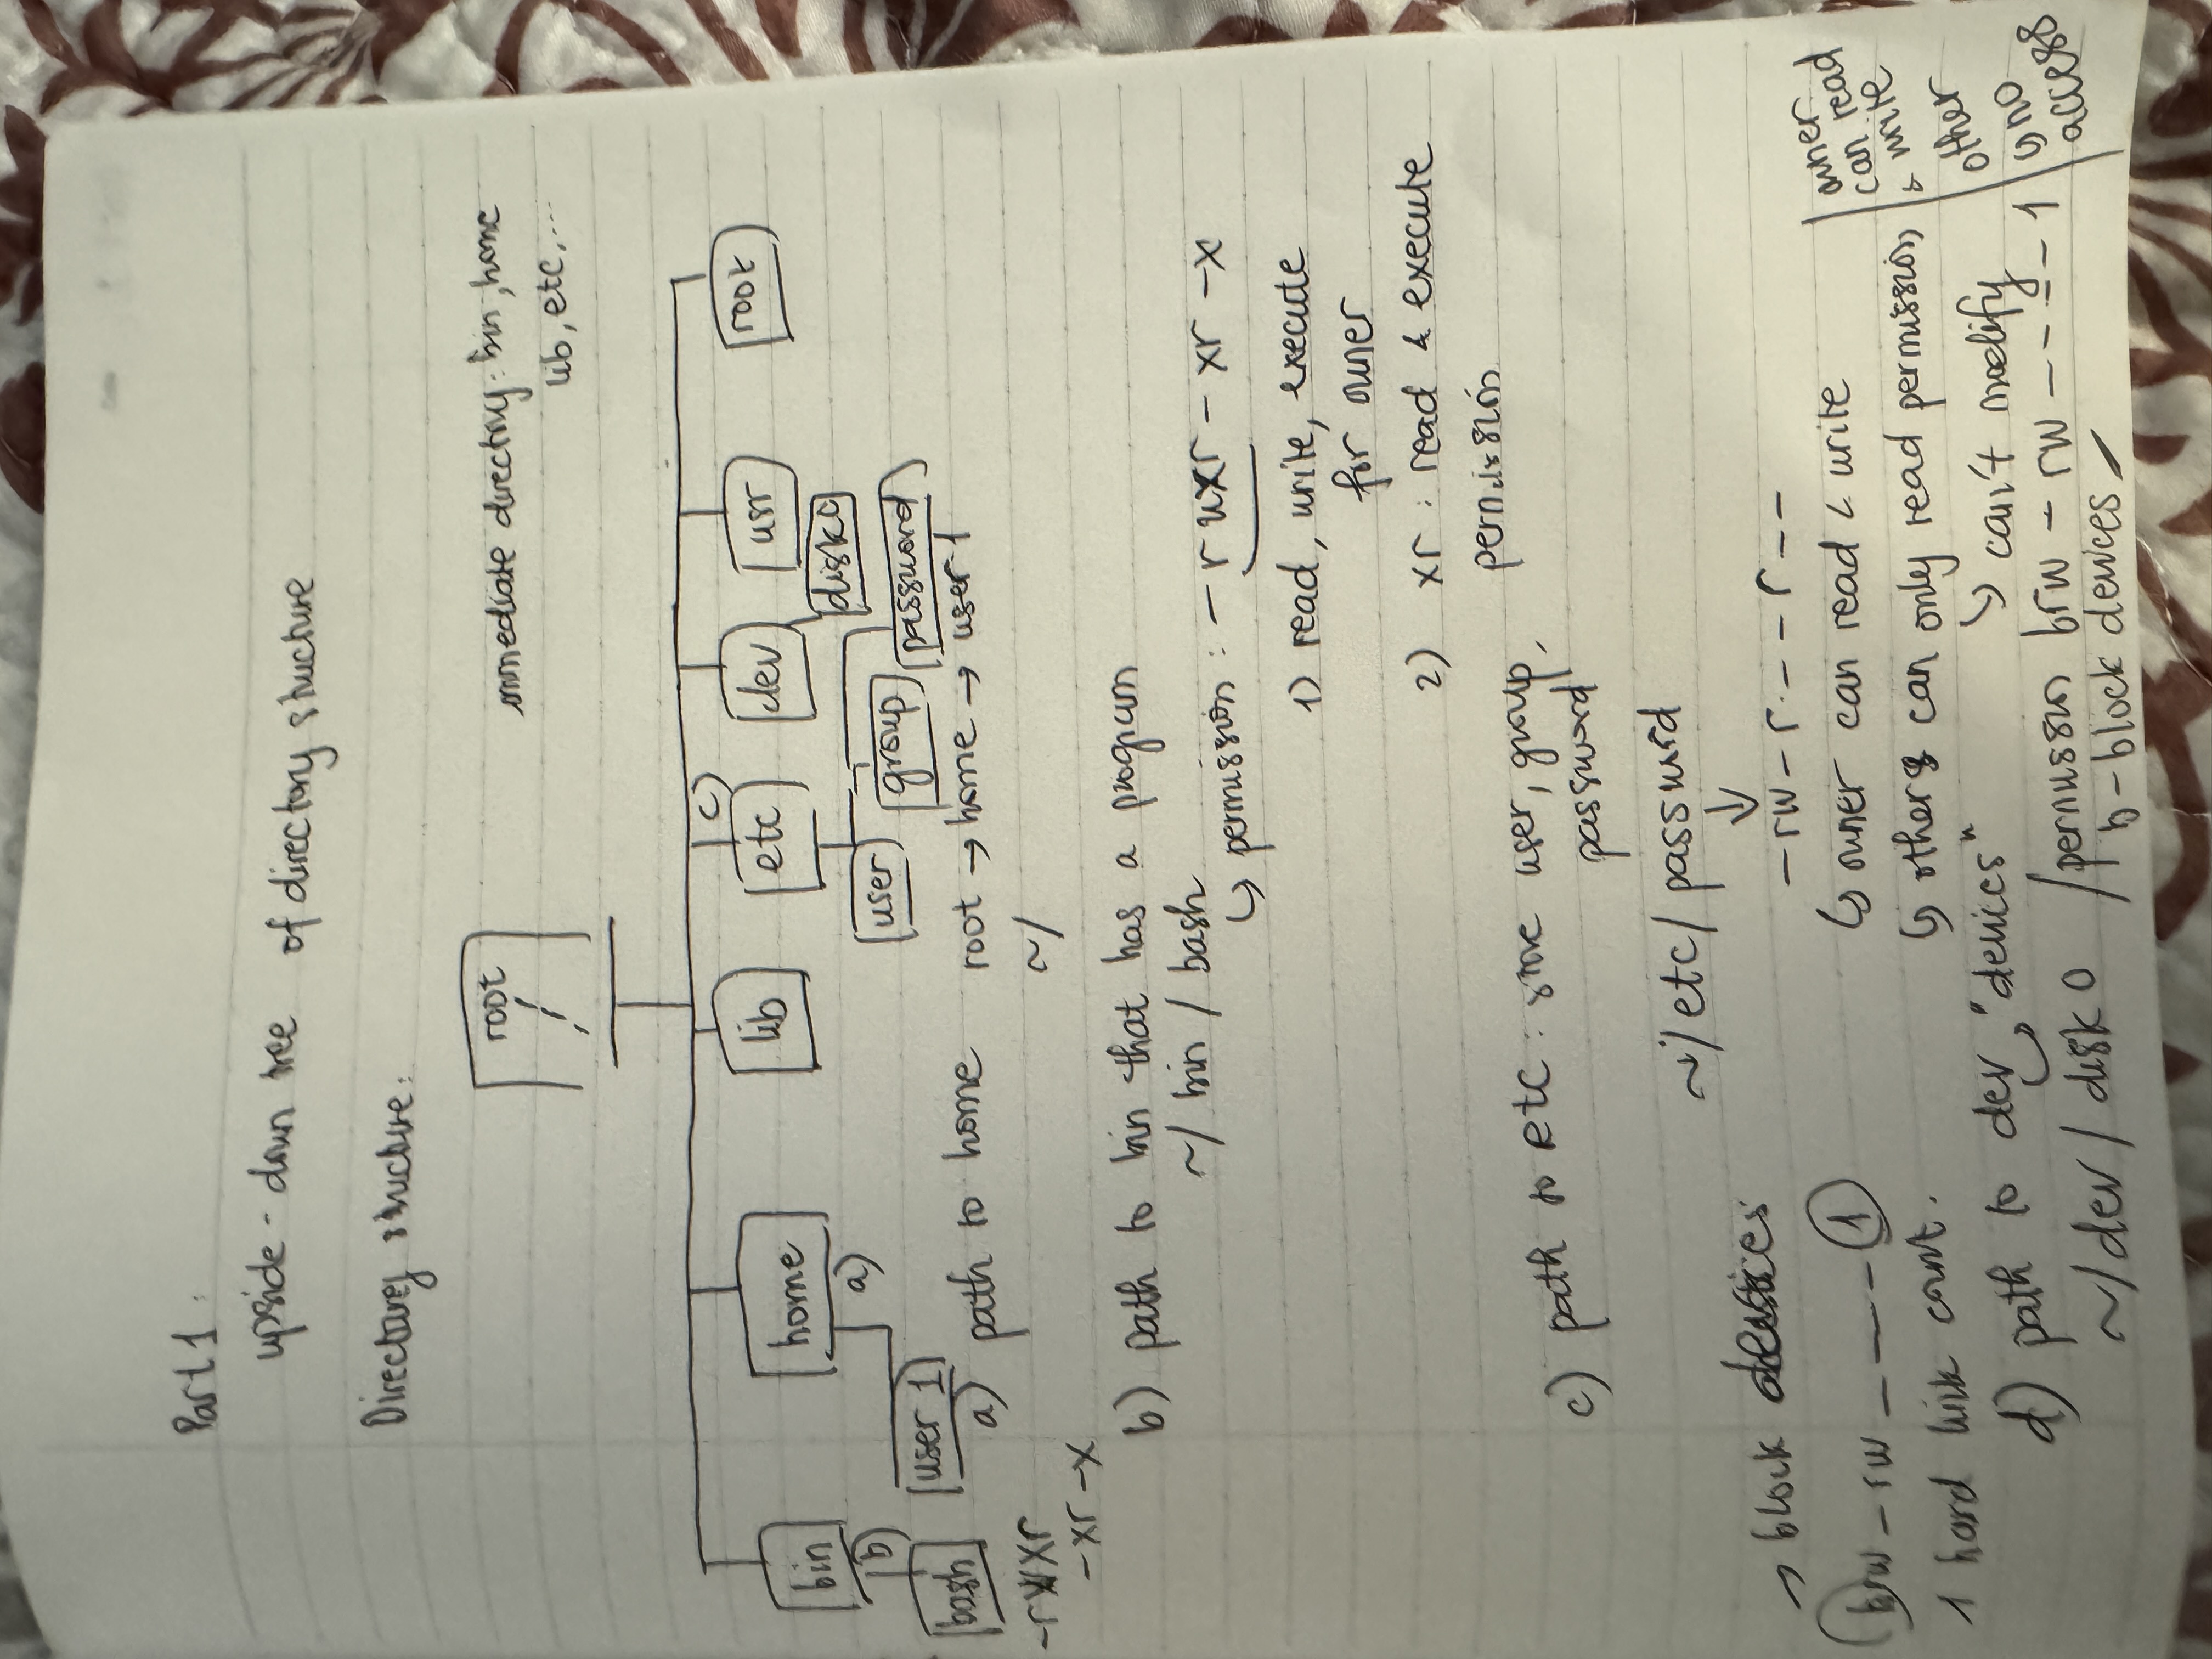 Part 1:
upside-down tree of directory structure
Directory structure:
root
/
immediate directory: bin, home
lib, etc,...
c)
bin
home
lib
etc
dev
usr
root
disk0
b)
a)
user
group
password
bash
user 1
-rwxr
-xr-x
a) path to home root → home → user 1
~/
b) path to bin that has a program
~/bin/bash
↳ permission: -rwxr-xr-x
1) read, write, execute
for owner
2) xr: read & execute
permission
c) path to etc: store user, group,
password
~/etc/password
↓
-rw-r--r--
↳ owner can read & write
↳ others can only read permission
↳ can't modify
→ block devices
brw-rw---- 1
1 hard link count.
d) path to dev, "devices"
~/dev/disk0 /permission brw-rw---- 1
b-block devices
owner
can read
& write
other
↳ no
access